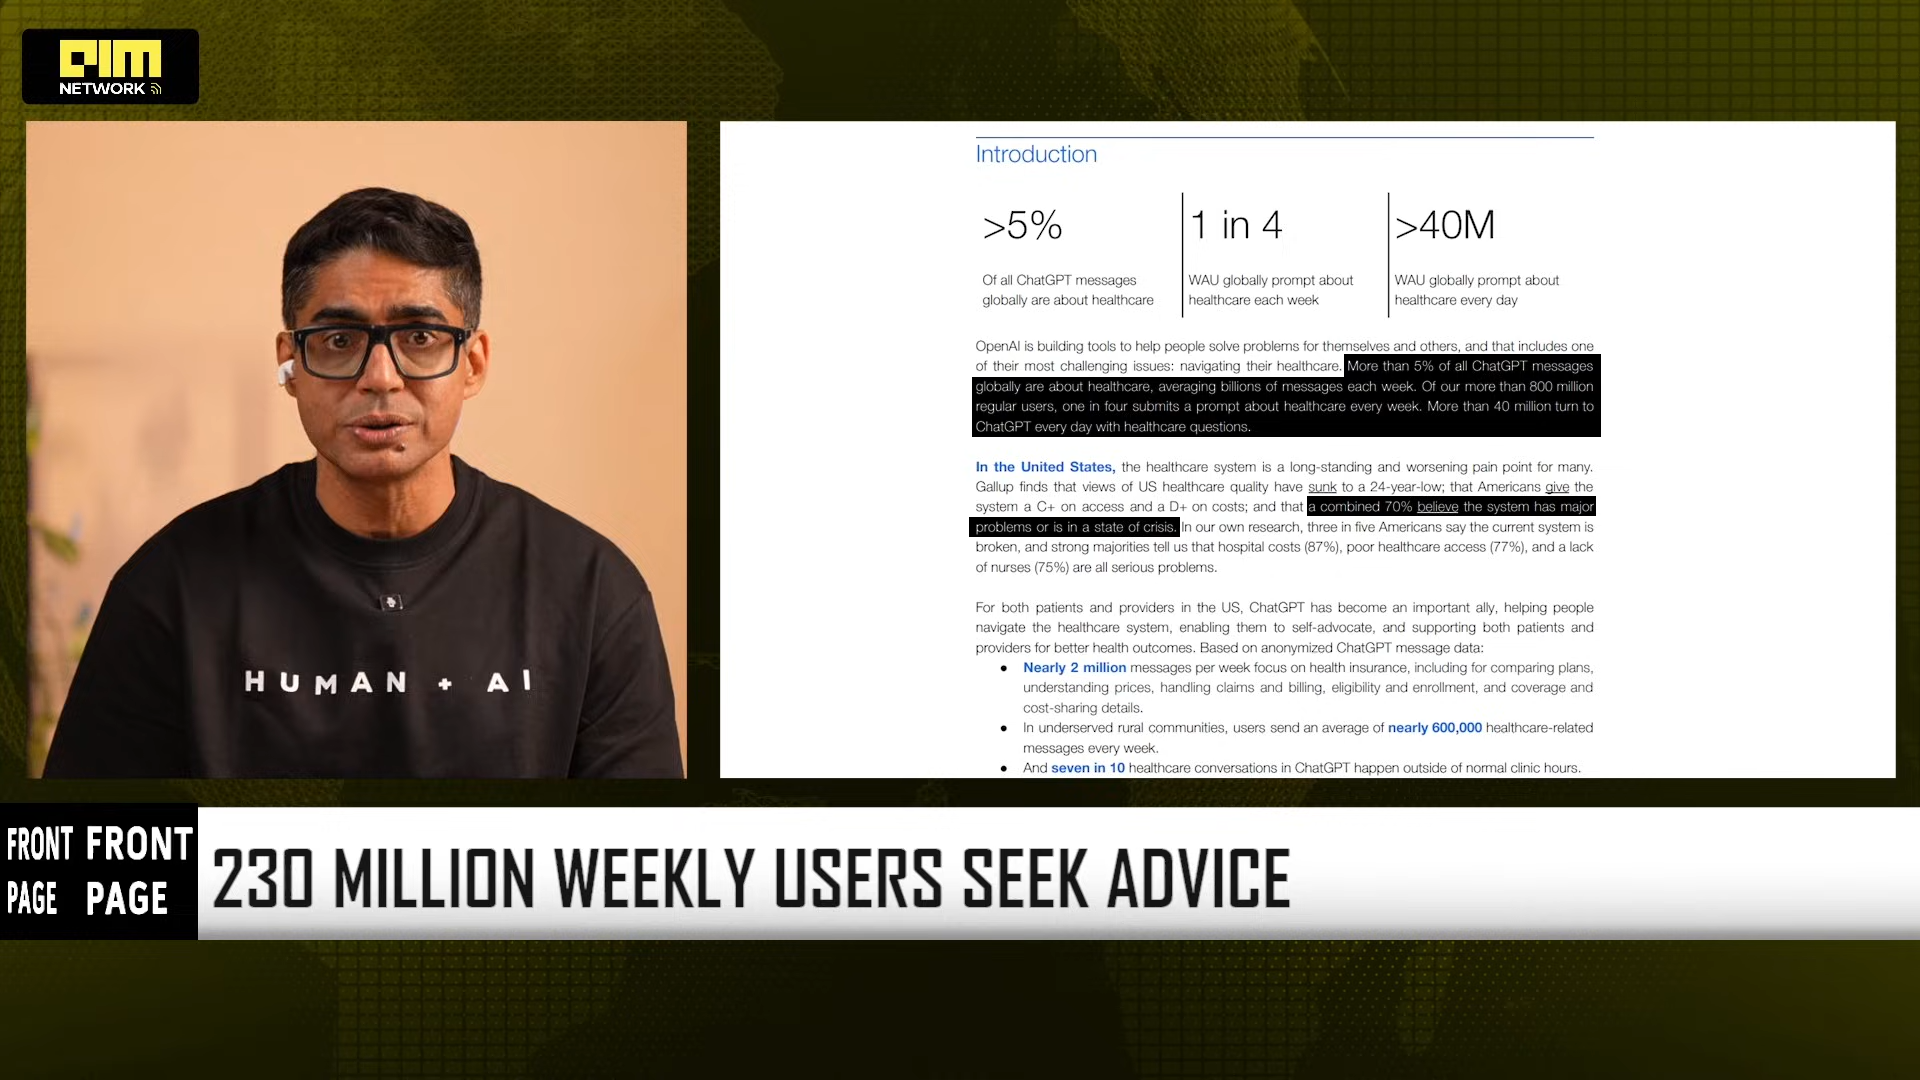 AIM
NETWORK
HUMAN + AI
Introduction
>5%
Of all ChatGPT messages
globally are about healthcare
1 in 4
WAU globally prompt about
healthcare each week
>40M
WAU globally prompt about
healthcare every day
OpenAI is building tools to help people solve problems for themselves and others, and that includes one
of their most challenging issues: navigating their healthcare. More than 5% of all ChatGPT messages
globally are about healthcare, averaging billions of messages each week. Of our more than 800 million
regular users, one in four submits a prompt about healthcare every week. More than 40 million turn to
ChatGPT every day with healthcare questions.
In the United States, the healthcare system is a long-standing and worsening pain point for many.
Gallup finds that views of US healthcare quality have sunk to a 24-year-low; that Americans give the
system a C+ on access and a D+ on costs; and that a combined 70% believe the system has major
problems or is in a state of crisis. In our own research, three in five Americans say the current system is
broken, and strong majorities tell us that hospital costs (87%), poor healthcare access (77%), and a lack
of nurses (75%) are all serious problems.
For both patients and providers in the US, ChatGPT has become an important ally, helping people
navigate the healthcare system, enabling them to self-advocate, and supporting both patients and
providers for better health outcomes. Based on anonymized ChatGPT message data:
● Nearly 2 million messages per week focus on health insurance, including for comparing plans,
understanding prices, handling claims and billing, eligibility and enrollment, and coverage and
cost-sharing details.
● In underserved rural communities, users send an average of nearly 600,000 healthcare-related
messages every week.
● And seven in 10 healthcare conversations in ChatGPT happen outside of normal clinic hours.
FRONT FRONT
PAGE PAGE
230 MILLION WEEKLY USERS SEEK ADVICE